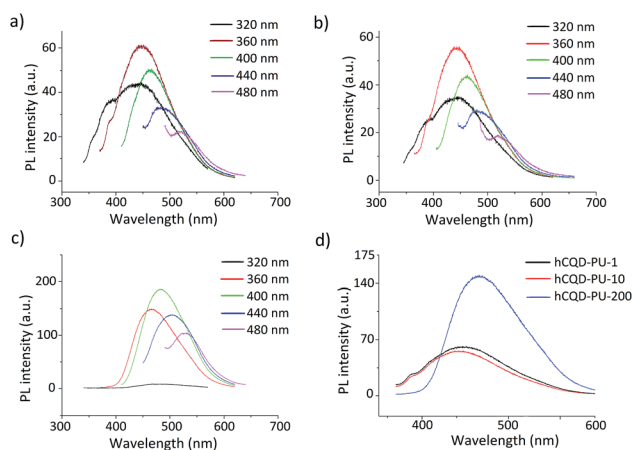 a)
320 nm
360 nm
400 nm
440 nm
480 nm
PL intensity (a.u.)
60
40
20
0
300 400 500 600 700
Wavelength (nm)
b)
320 nm
360 nm
400 nm
440 nm
480 nm
PL intensity (a.u.)
60
30
0
300 400 500 600 700
Wavelength (nm)
c)
320 nm
360 nm
400 nm
440 nm
480 nm
PL intensity (a.u.)
200
100
0
300 400 500 600 700
Wavelength (nm)
d)
hCQD-PU-1
hCQD-PU-10
hCQD-PU-200
PL intensity (a.u.)
175
140
70
0
400 500 600
Wavelength (nm)